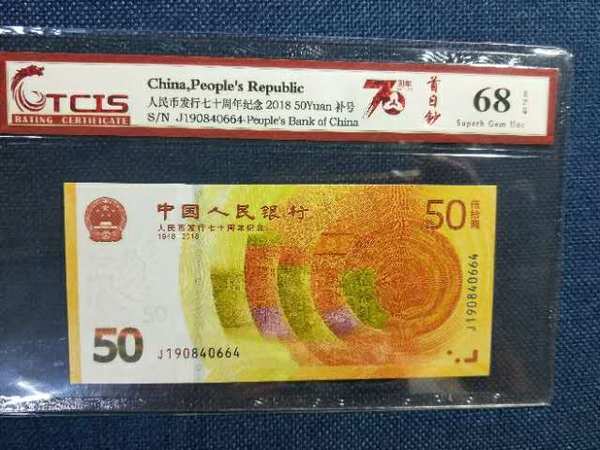 TCIS
RATING CERTIFICATE
China,People's Republic
人民币发行七十周年纪念 2018 50Yuan 补号
S/N J190840664 People's Bank of China
70
首日钞
68
Superb Gem Unc
中国人民银行
人民币发行七十周年纪念
1948 2018
50
伍拾圆
J190840664
50
50
J190840664